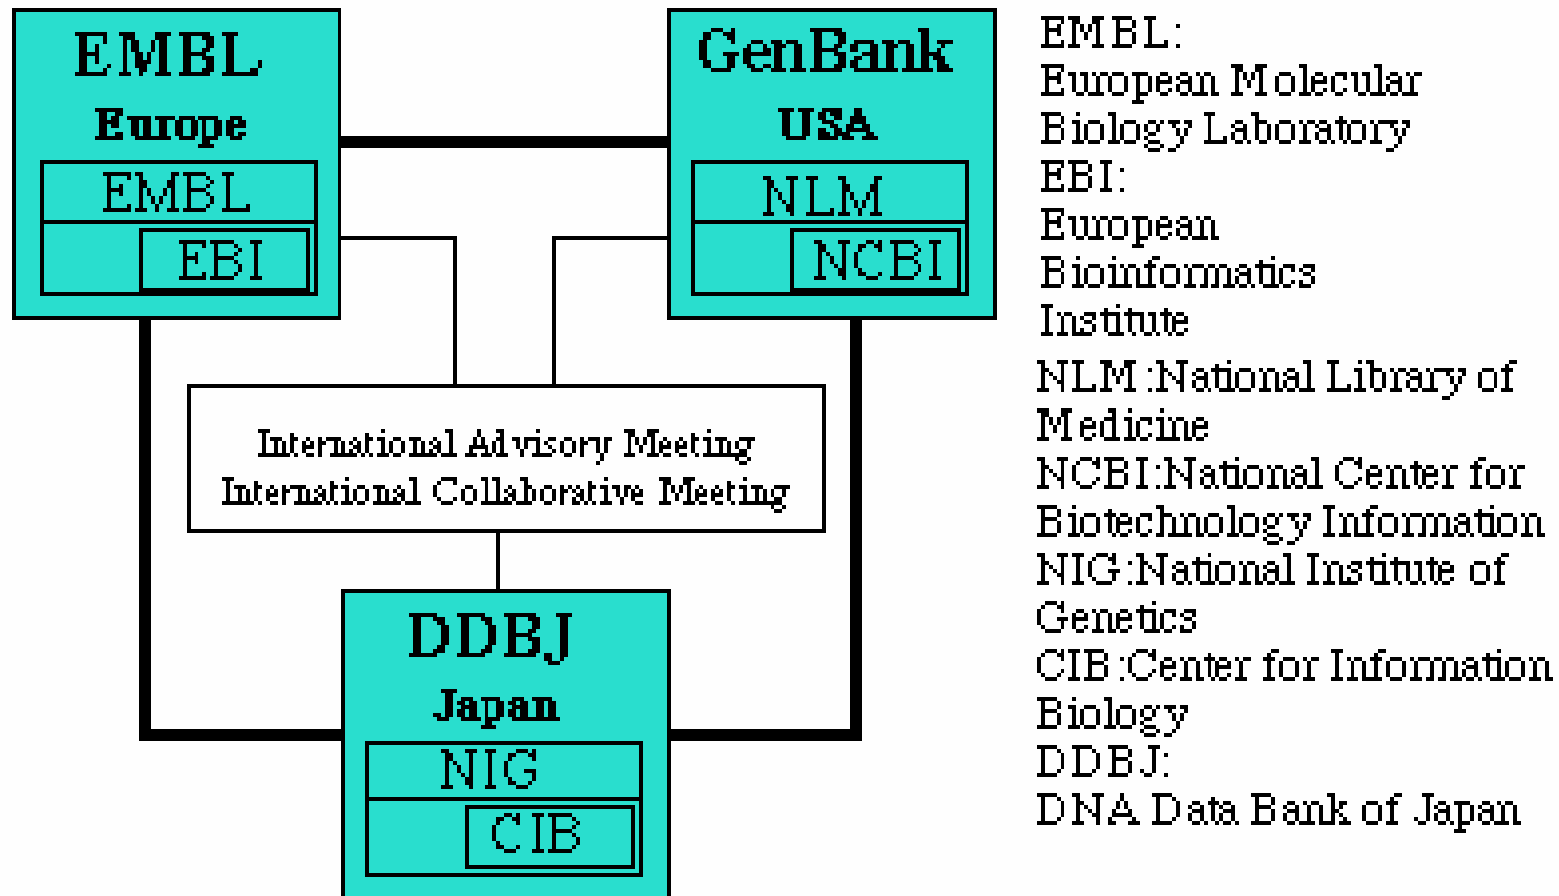 EMBL
Europe
EMBL
EBI
GenBank
USA
NLM
NCBI
International Advisory Meeting
International Collaborative Meeting
DDBJ
Japan
NIG
CIB
EMBL:
European Molecular
Biology Laboratory
EBI:
European
Bioinformatics
Institute
NLM:National Library of
Medicine
NCBI:National Center for
Biotechnology Information
NIG:National Institute of
Genetics
CIB:Center for Information
Biology
DDBJ:
DNA Data Bank of Japan